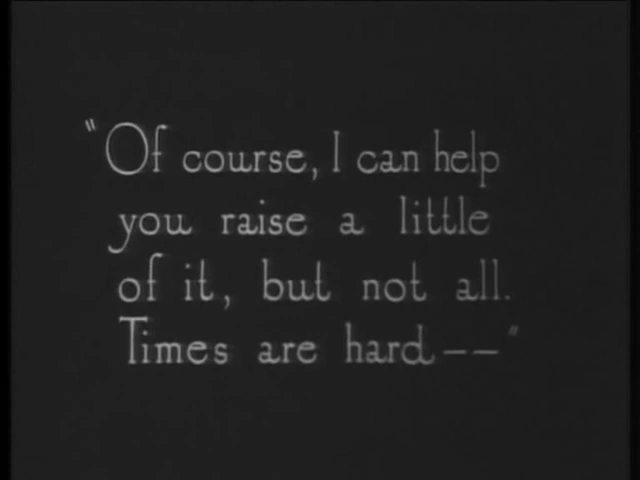 "Of course, I can help
you raise a little
of it, but not all.
Times are hard--"